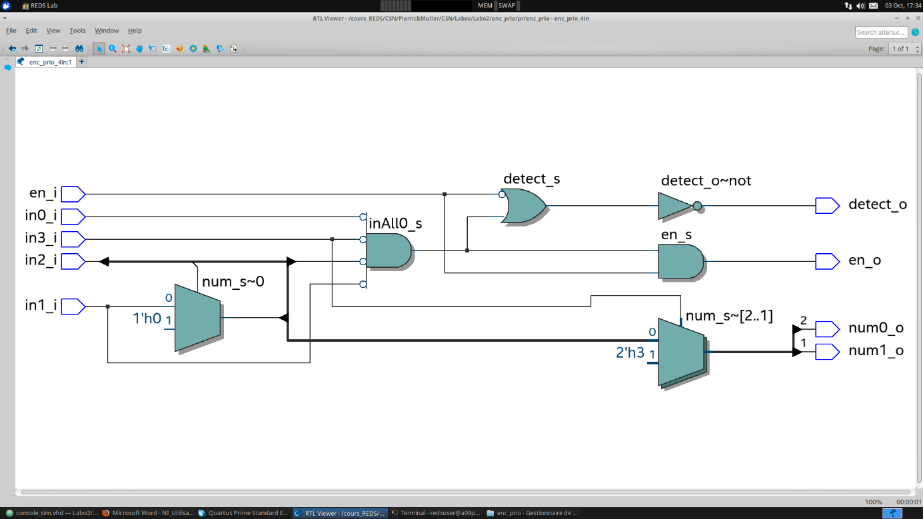 REDS Lab
MEM
SWAP
03 Oct, 17:34
RTL Viewer - /cours_REDS/CSN/PierrickMuller/CSN/Labos/Labo2/enc_prio/pr/enc_prio - enc_prio_4in
File Edit View Tools Window Help
Search altera.c...
Page: 1 of 1
enc_prio_4in:1
en_i
in0_i
in3_i
in2_i
in1_i
num_s~0
0
1'h0 1
inAll0_s
detect_s
detect_o~not
detect_o
en_s
en_o
num_s~[2..1]
0
2'h3 1
2
num0_o
1
num1_o
100% 00:00:01
console_sim.vhd — Labo2/...
Microsoft Word - NI_Utilisa...
Quartus Prime Standard E...
RTL Viewer - /cours_REDS/...
Terminal - redsuser@a09p...
enc_prio - Gestionnaire de ...